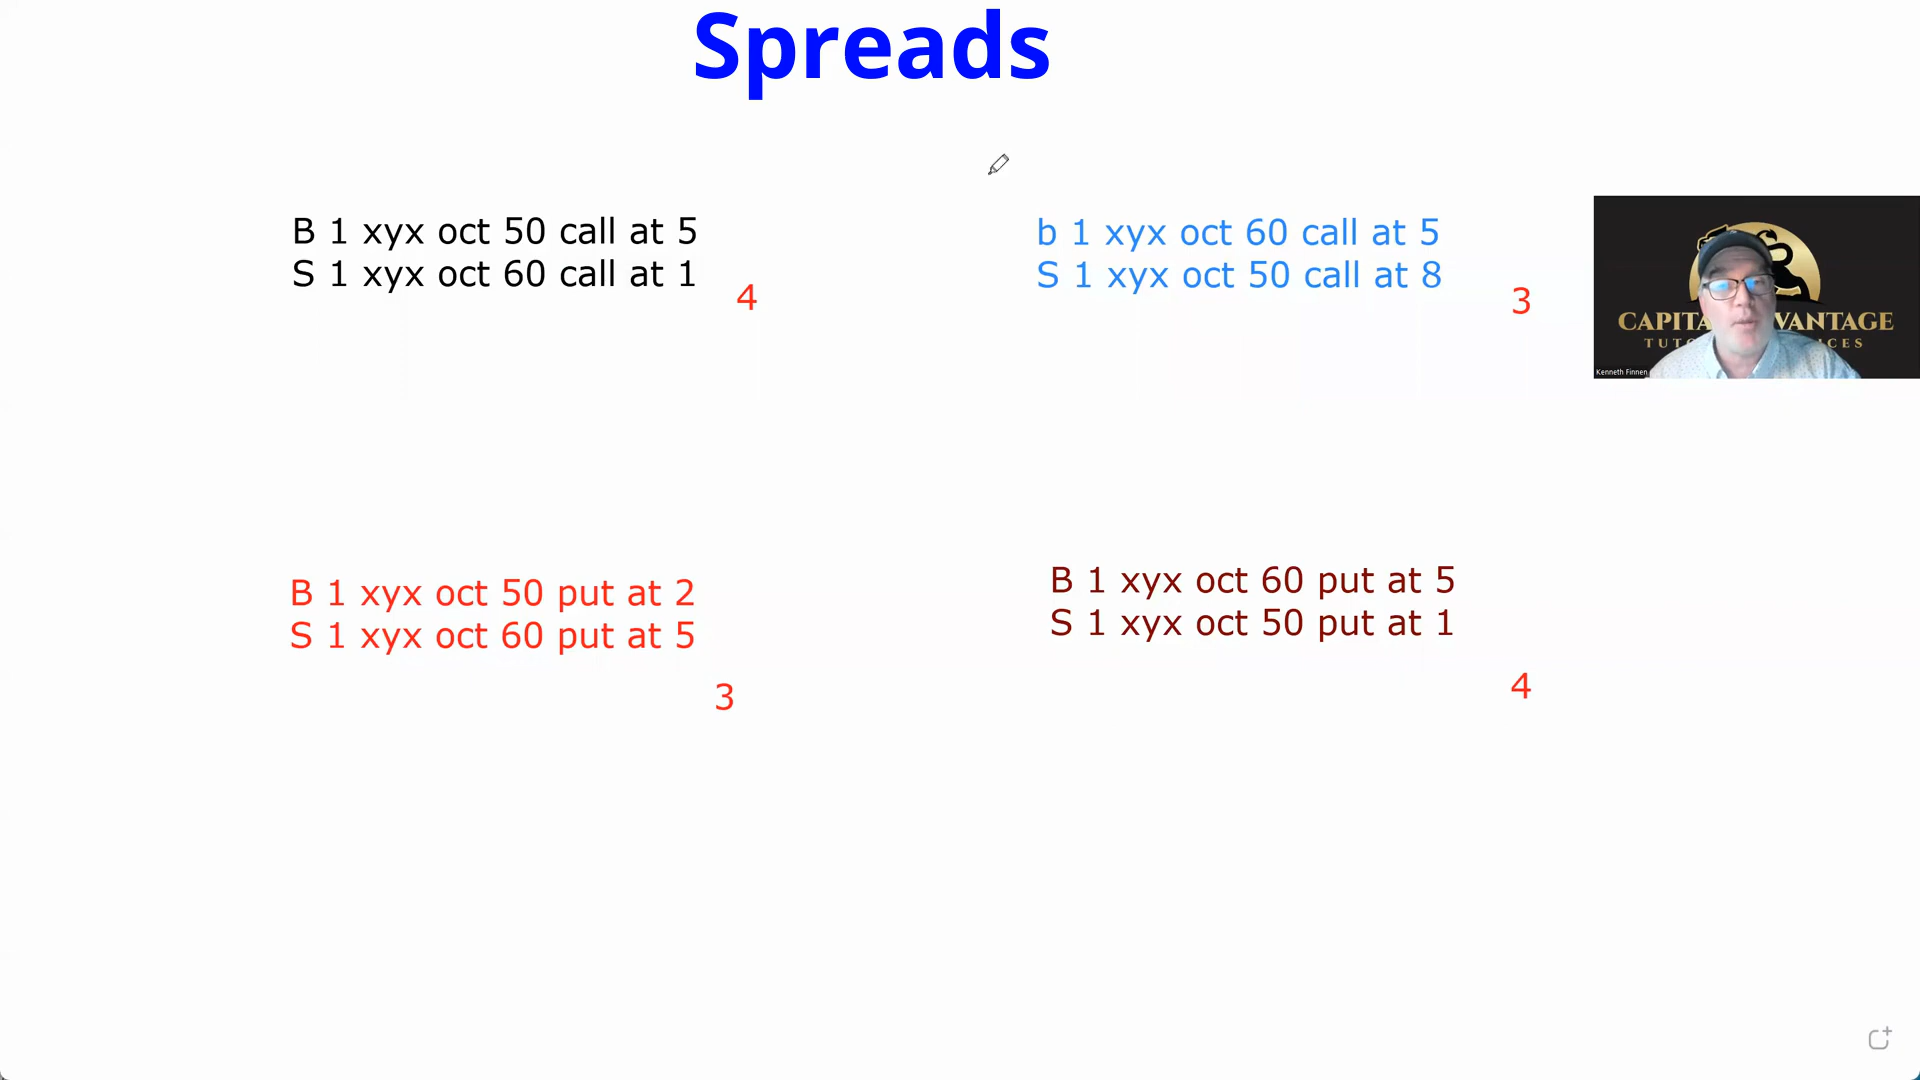 Spreads
B 1 xyx oct 50 call at 5
S 1 xyx oct 60 call at 1
4
b 1 xyx oct 60 call at 5
S 1 xyx oct 50 call at 8
3
CAPITA VANTAGE
TUT ICES
Kenneth Finnen
B 1 xyx oct 50 put at 2
S 1 xyx oct 60 put at 5
3
B 1 xyx oct 60 put at 5
S 1 xyx oct 50 put at 1
4